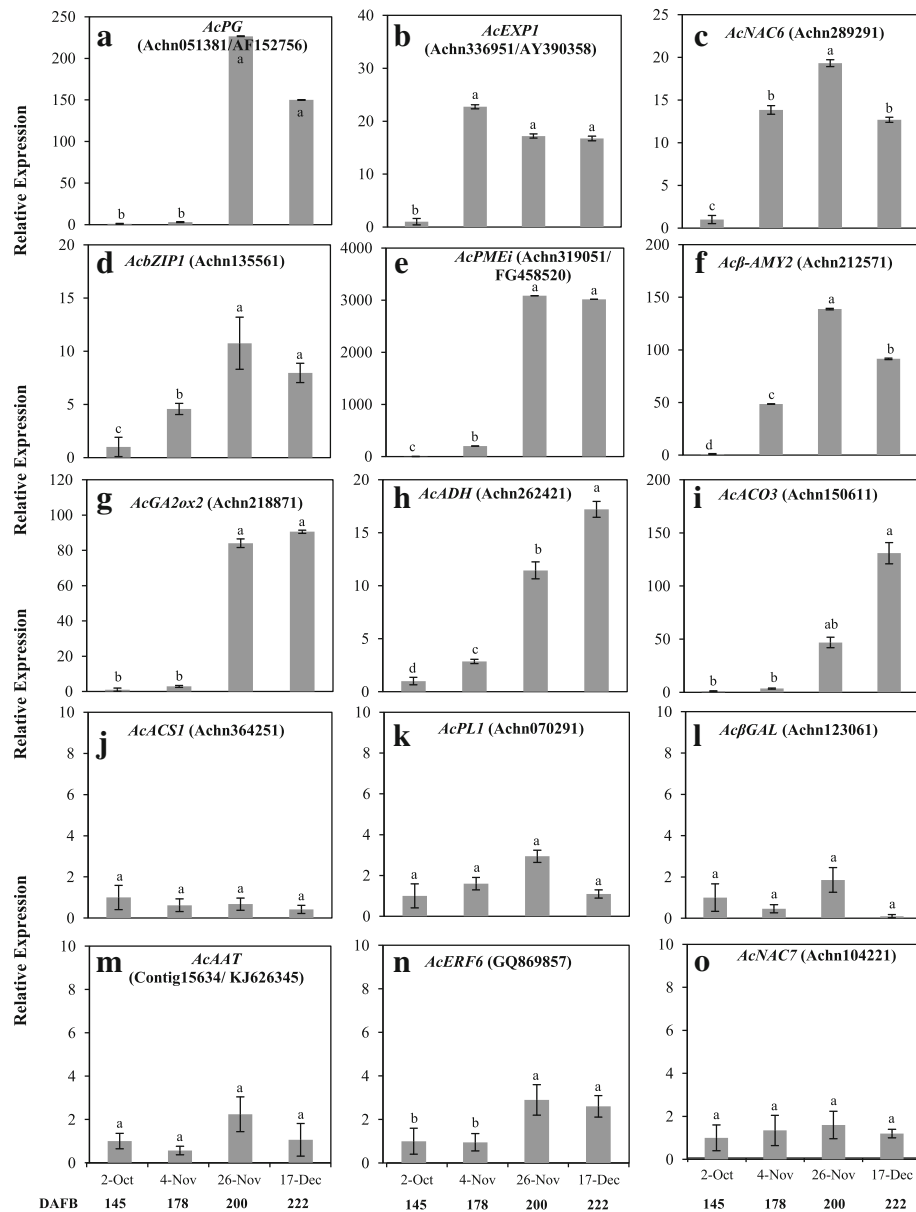 a
AcPG
(Achn051381/AF152756)
250
200
150
100
50
0
b
b
a
a
b
AcEXP1
(Achn336951/AY390358)
40
30
20
10
0
b
a
a
a
c
AcNAC6 (Achn289291)
25
20
15
10
5
0
c
b
a
b
Relative Expression
d
AcbZIP1 (Achn135561)
20
15
10
5
0
c
b
a
a
e
AcPMEi (Achn319051/
FG458520)
4000
3000
2000
1000
0
c
b
a
a
f
Acβ-AMY2 (Achn212571)
200
150
100
50
0
d
c
a
b
Relative Expression
g
AcGA2ox2 (Achn218871)
120
100
80
60
40
20
0
b
b
a
a
h
AcADH (Achn262421)
20
15
10
5
0
d
c
b
a
i
AcACO3 (Achn150611)
200
150
100
50
0
b
b
ab
a
Relative Expression
j
AcACS1 (Achn364251)
10
8
6
4
2
0
a
a
a
a
k
AcPL1 (Achn070291)
10
8
6
4
2
0
a
a
a
a
l
AcβGAL (Achn123061)
10
8
6
4
2
0
a
a
a
a
Relative Expression
m
AcAAT
(Contig15634/ KJ626345)
10
8
6
4
2
0
a
a
a
a
n
AcERF6 (GQ869857)
10
8
6
4
2
0
b
b
a
a
o
AcNAC7 (Achn104221)
10
8
6
4
2
0
a
a
a
a
Relative Expression
2-Oct 4-Nov 26-Nov 17-Dec 2-Oct 4-Nov 26-Nov 17-Dec 2-Oct 4-Nov 26-Nov 17-Dec
DAFB 145 178 200 222 145 178 200 222 145 178 200 222